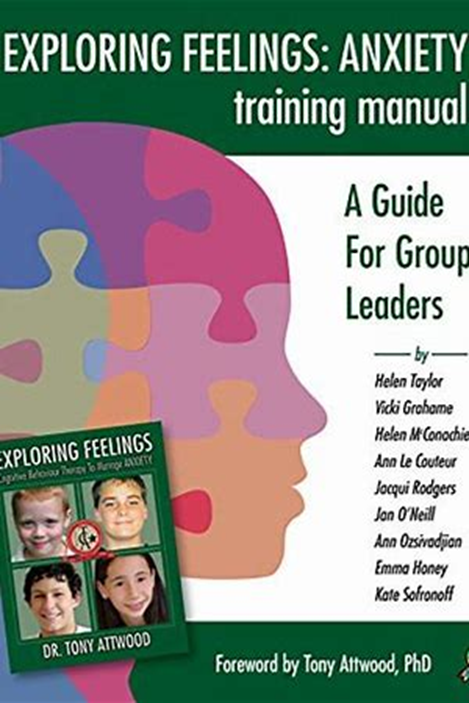 EXPLORING FEELINGS: ANXIETY
training manual
A Guide
For Group
Leaders
by
Helen Taylor
Vicki Grahame
Helen McConachie
Ann Le Couteur
Jacqui Rodgers
Jan O'Neill
Ann Ozsivadjian
Emma Honey
Kate Sofronoff
EXPLORING FEELINGS
Cognitive Behaviour Therapy To Manage ANXIETY
DR. TONY ATTWOOD
Foreword by Tony Attwood, PhD